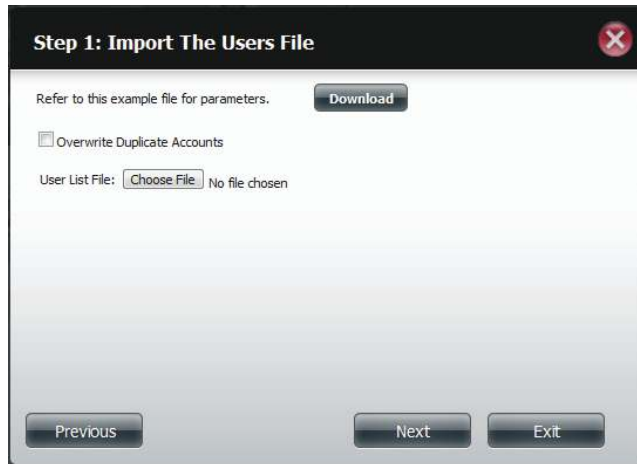 Step 1: Import The Users File
Refer to this example file for parameters. Download
Overwrite Duplicate Accounts
User List File: Choose File No file chosen
Previous Next Exit